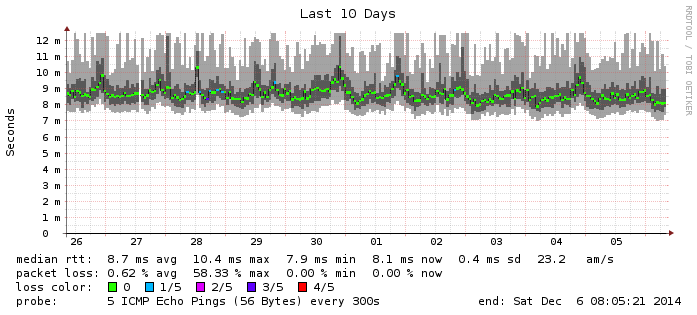 Last 10 Days
RRDTOOL / TOBI OETIKER
Seconds
12 m
11 m
10 m
9 m
8 m
7 m
6 m
5 m
4 m
3 m
2 m
1 m
0
26 27 28 29 30 01 02 03 04 05
median rtt: 8.7 ms avg 10.4 ms max 7.9 ms min 8.1 ms now 0.4 ms sd 23.2 am/s
packet loss: 0.62 % avg 58.33 % max 0.00 % min 0.00 % now
loss color: 0 1/5 2/5 3/5 4/5
probe: 5 ICMP Echo Pings (56 Bytes) every 300s end: Sat Dec 6 08:05:21 2014